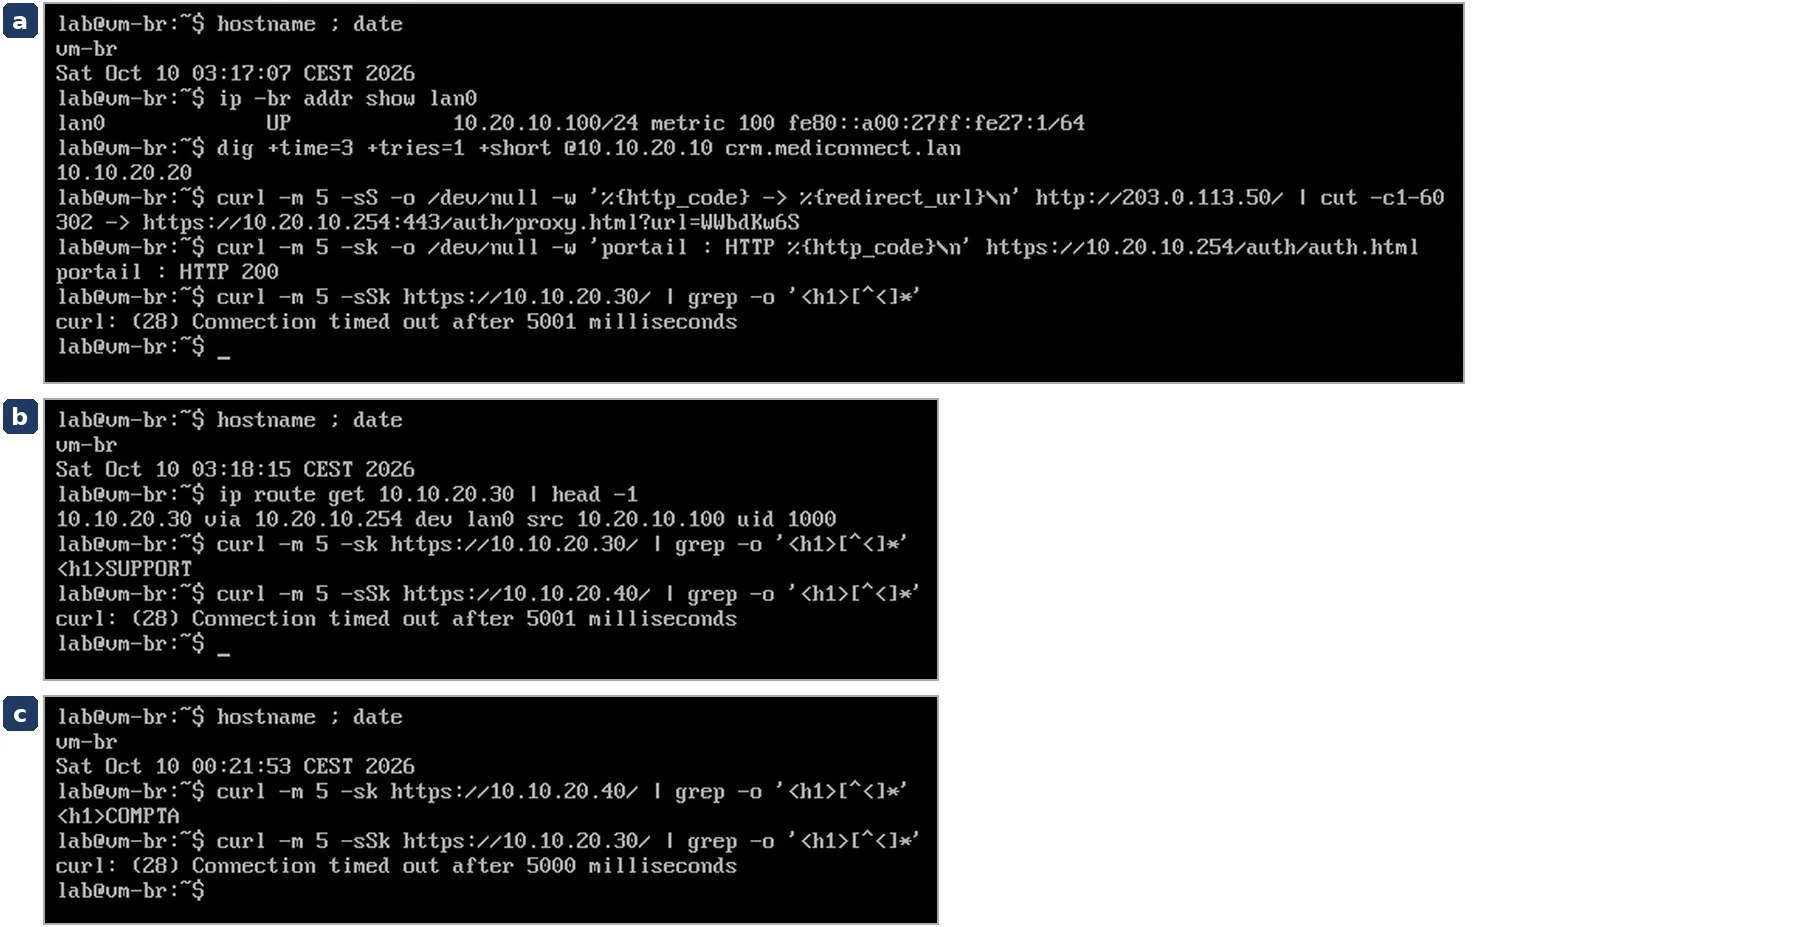 a
lab@vm-br:~$ hostname ; date
vm-br
Sat Oct 10 03:17:07 CEST 2026
lab@vm-br:~$ ip -br addr show lan0
lan0             UP             10.20.10.100/24 metric 100 fe80::a00:27ff:fe27:1/64
lab@vm-br:~$ dig +time=3 +tries=1 +short @10.10.20.10 crm.mediconnect.lan
10.10.20.20
lab@vm-br:~$ curl -m 5 -sS -o /dev/null -w '%{http_code} -> %{redirect_url}\n' http://203.0.113.50/ | cut -c1-60
302 -> https://10.20.10.254:443/auth/proxy.html?url=WWbdKw6S
lab@vm-br:~$ curl -m 5 -sk -o /dev/null -w 'portail : HTTP %{http_code}\n' https://10.20.10.254/auth/auth.html
portail : HTTP 200
lab@vm-br:~$ curl -m 5 -sSk https://10.10.20.30/ | grep -o '<h1>[^<]*'
curl: (28) Connection timed out after 5001 milliseconds
lab@vm-br:~$ _
b
lab@vm-br:~$ hostname ; date
vm-br
Sat Oct 10 03:18:15 CEST 2026
lab@vm-br:~$ ip route get 10.10.20.30 | head -1
10.10.20.30 via 10.20.10.254 dev lan0 src 10.20.10.100 uid 1000
lab@vm-br:~$ curl -m 5 -sk https://10.10.20.30/ | grep -o '<h1>[^<]*'
<h1>SUPPORT
lab@vm-br:~$ curl -m 5 -sSk https://10.10.20.40/ | grep -o '<h1>[^<]*'
curl: (28) Connection timed out after 5001 milliseconds
lab@vm-br:~$ _
c
lab@vm-br:~$ hostname ; date
vm-br
Sat Oct 10 00:21:53 CEST 2026
lab@vm-br:~$ curl -m 5 -sk https://10.10.20.40/ | grep -o '<h1>[^<]*'
<h1>COMPTA
lab@vm-br:~$ curl -m 5 -sSk https://10.10.20.30/ | grep -o '<h1>[^<]*'
curl: (28) Connection timed out after 5000 milliseconds
lab@vm-br:~$